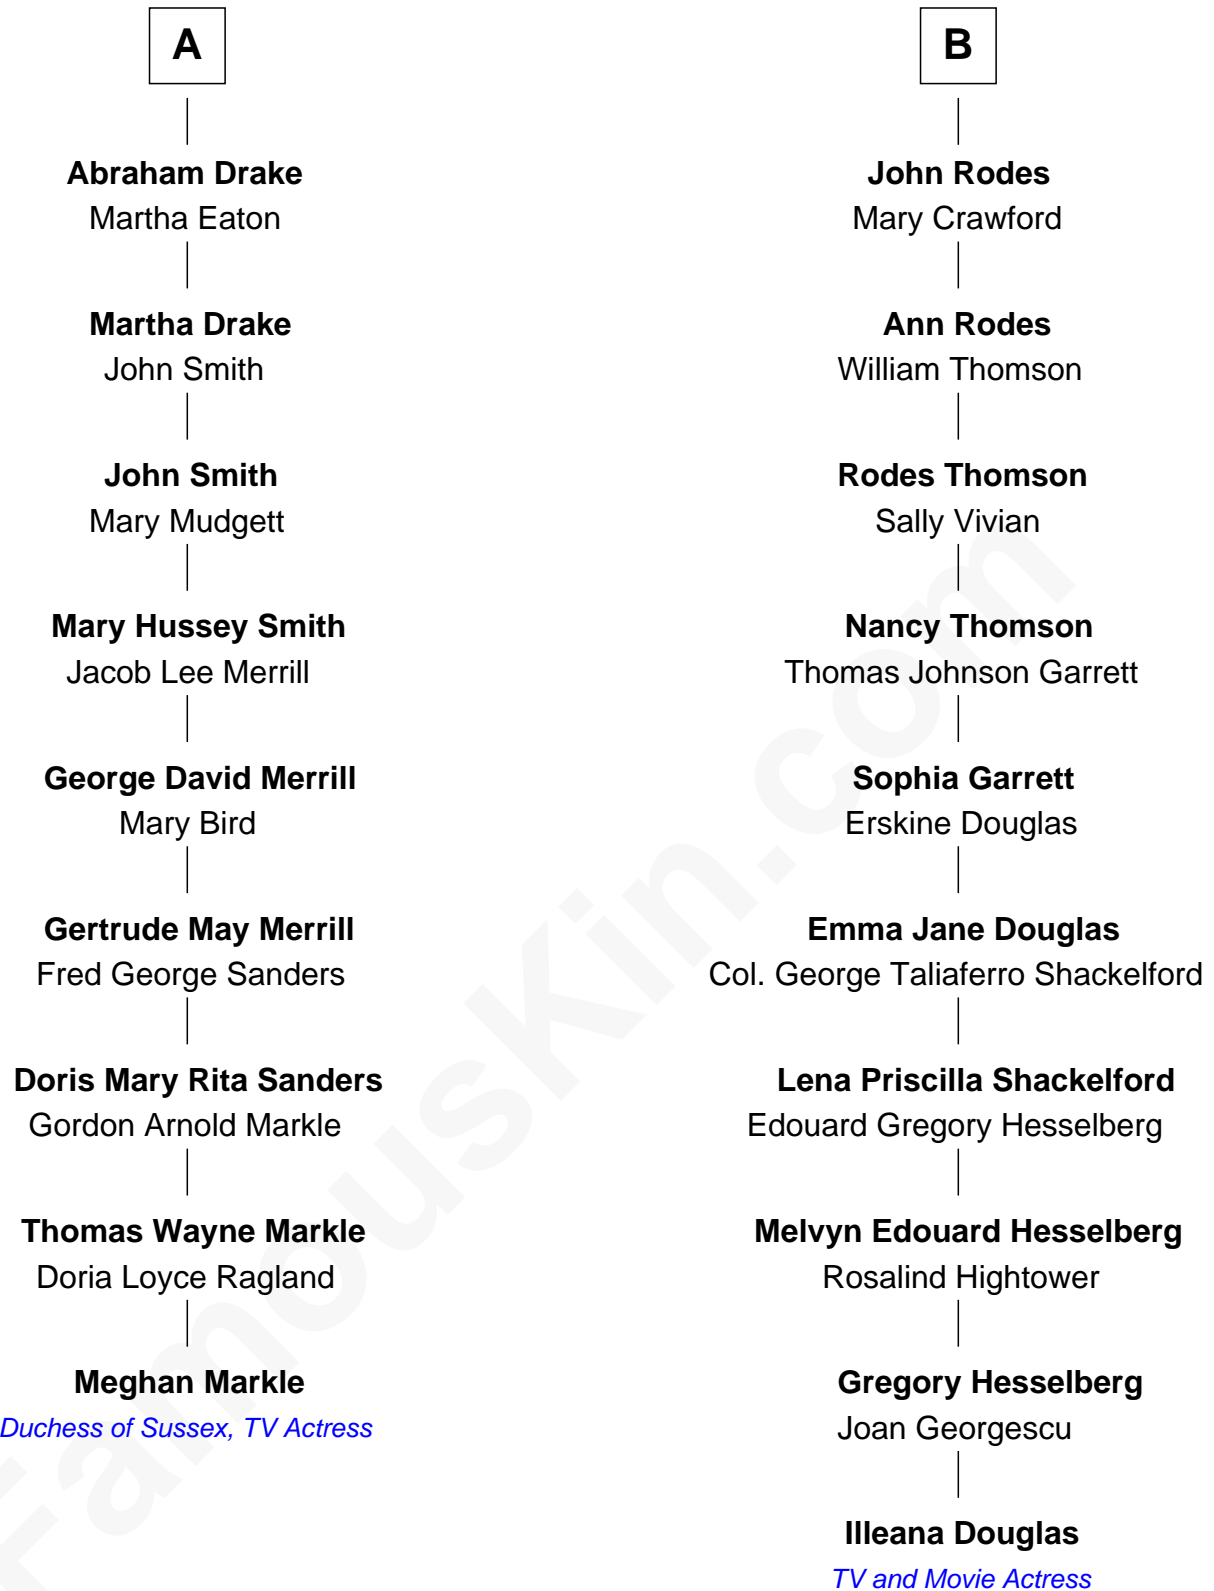 A
Abraham Drake
Martha Eaton
Martha Drake
John Smith
John Smith
Mary Mudgett
Mary Hussey Smith
Jacob Lee Merrill
George David Merrill
Mary Bird
Gertrude May Merrill
Fred George Sanders
Doris Mary Rita Sanders
Gordon Arnold Markle
Thomas Wayne Markle
Doria Loyce Ragland
Meghan Markle
Duchess of Sussex, TV Actress
B
John Rodes
Mary Crawford
Ann Rodes
William Thomson
Rodes Thomson
Sally Vivian
Nancy Thomson
Thomas Johnson Garrett
Sophia Garrett
Erskine Douglas
Emma Jane Douglas
Col. George Taliaferro Shackelford
Lena Priscilla Shackelford
Edouard Gregory Hesselberg
Melvyn Edouard Hesselberg
Rosalind Hightower
Gregory Hesselberg
Joan Georgescu
Illeana Douglas
TV and Movie Actress
FamousKin.com